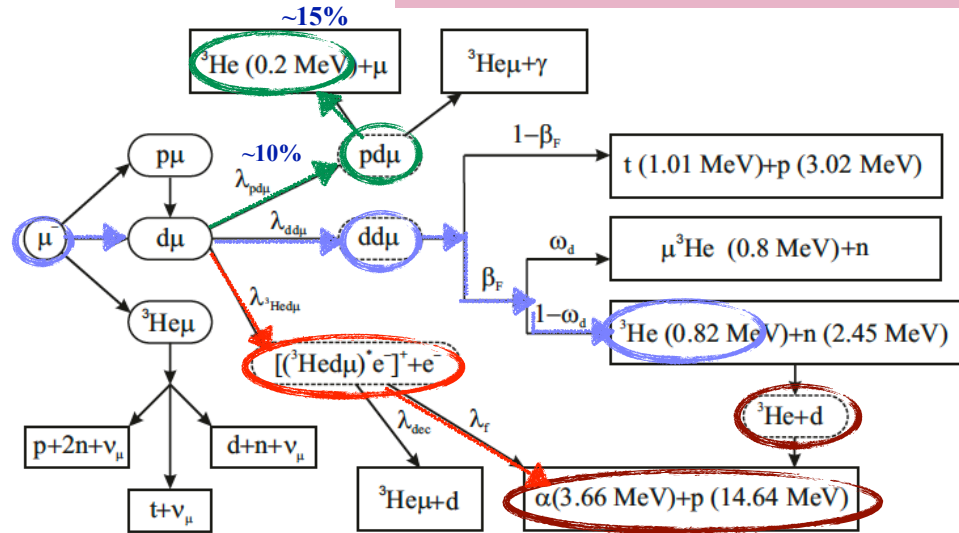 ~15%
³He (0.2 MeV)+μ
³Heμ+γ
pμ
~10%
pdμ
1−β_F
t (1.01 MeV)+p (3.02 MeV)
λ_pdμ
μ⁻
dμ
λ_ddμ
ddμ
ω_d
μ³He (0.8 MeV)+n
β_F
λ_³Hedμ
1−ω_d
³Heμ
³He (0.82 MeV)+n (2.45 MeV)
[(³Hedμ)*e⁻]⁺+e⁻
³He+d
λ_dec
λ_f
p+2n+ν_μ
d+n+ν_μ
³Heμ+d
α(3.66 MeV)+p (14.64 MeV)
t+ν_μ